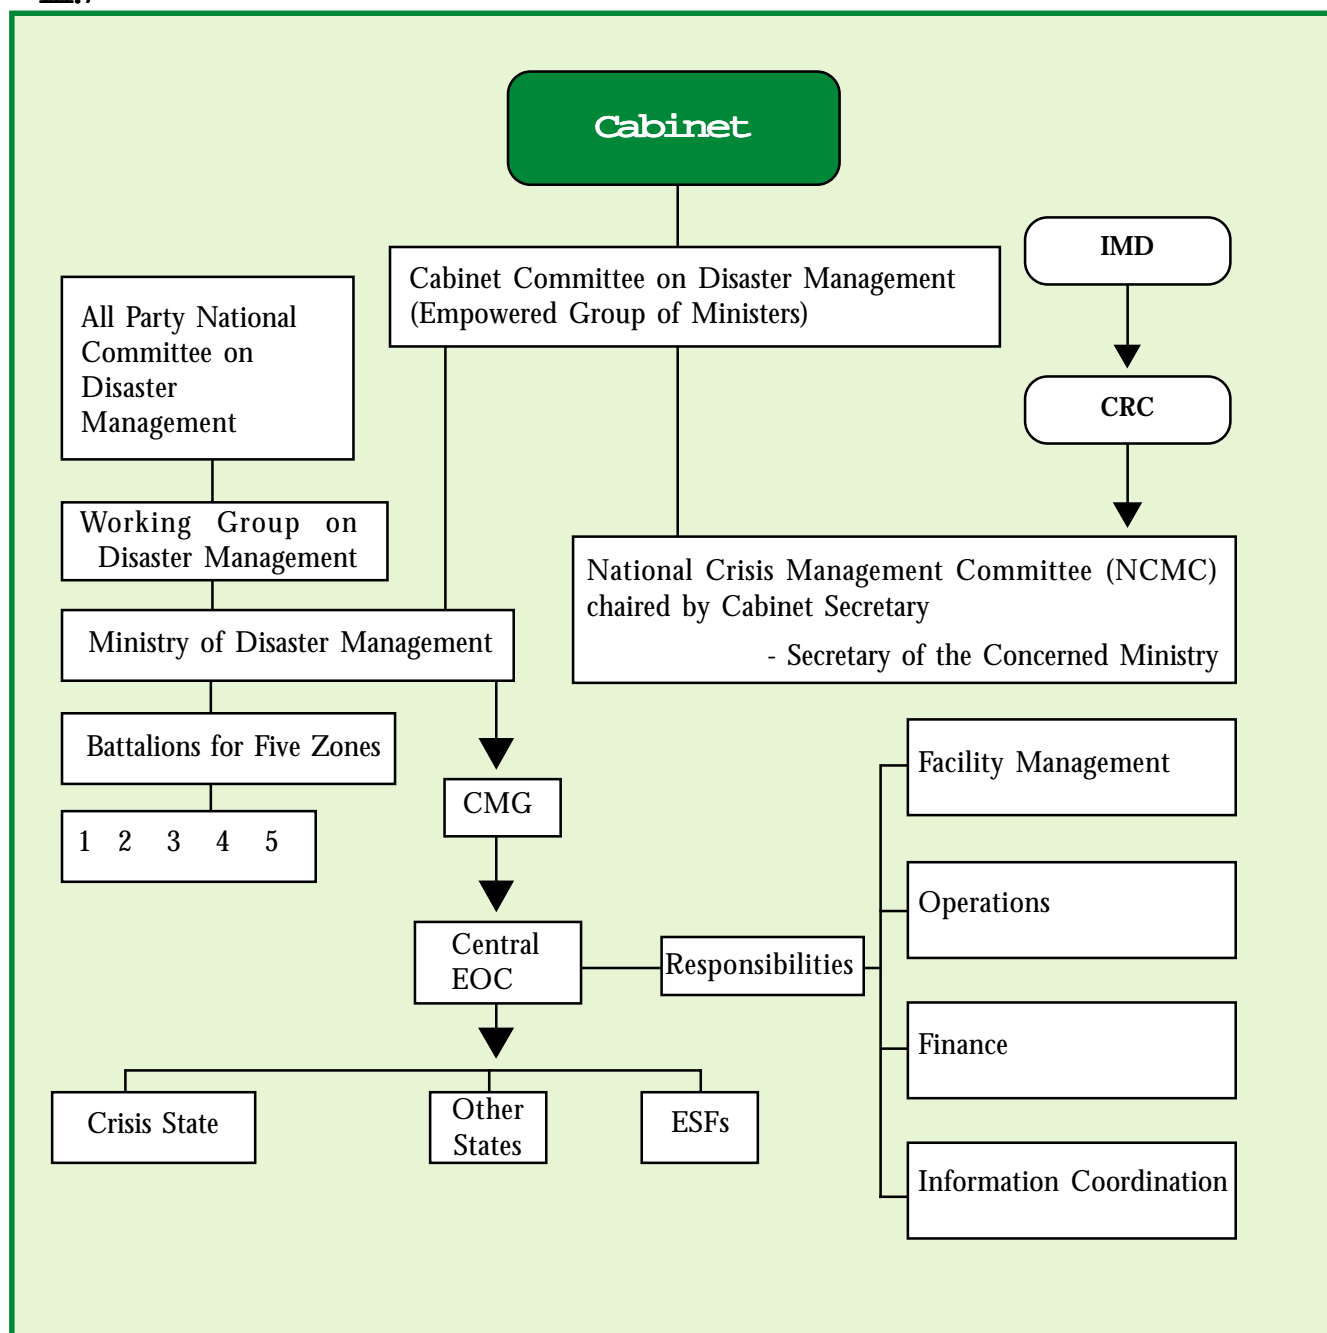 Cabinet
Cabinet Committee on Disaster Management
(Empowered Group of Ministers)
IMD
CRC
All Party National
Committee on
Disaster
Management
Working Group on
Disaster Management
Ministry of Disaster Management
National Crisis Management Committee (NCMC)
chaired by Cabinet Secretary
- Secretary of the Concerned Ministry
Battalions for Five Zones
1 2 3 4 5
CMG
Central
EOC
Responsibilities
Facility Management
Operations
Finance
Information Coordination
Crisis State
Other
States
ESFs